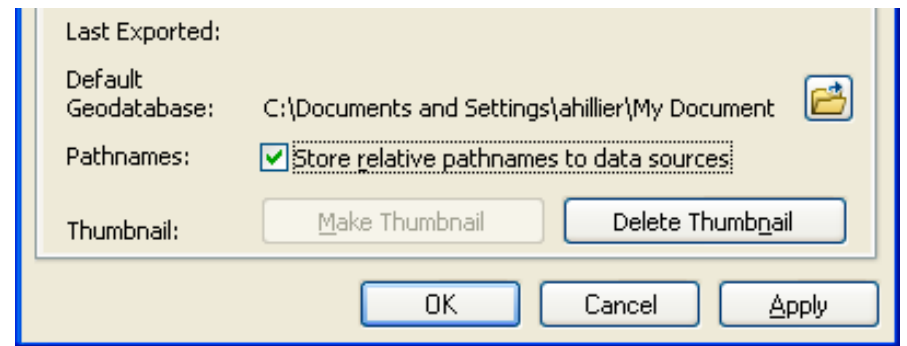 Last Exported:
Default
Geodatabase: C:\Documents and Settings\ahillier\My Document
Pathnames: Store relative pathnames to data sources
Thumbnail: Make Thumbnail Delete Thumbnail
OK Cancel Apply